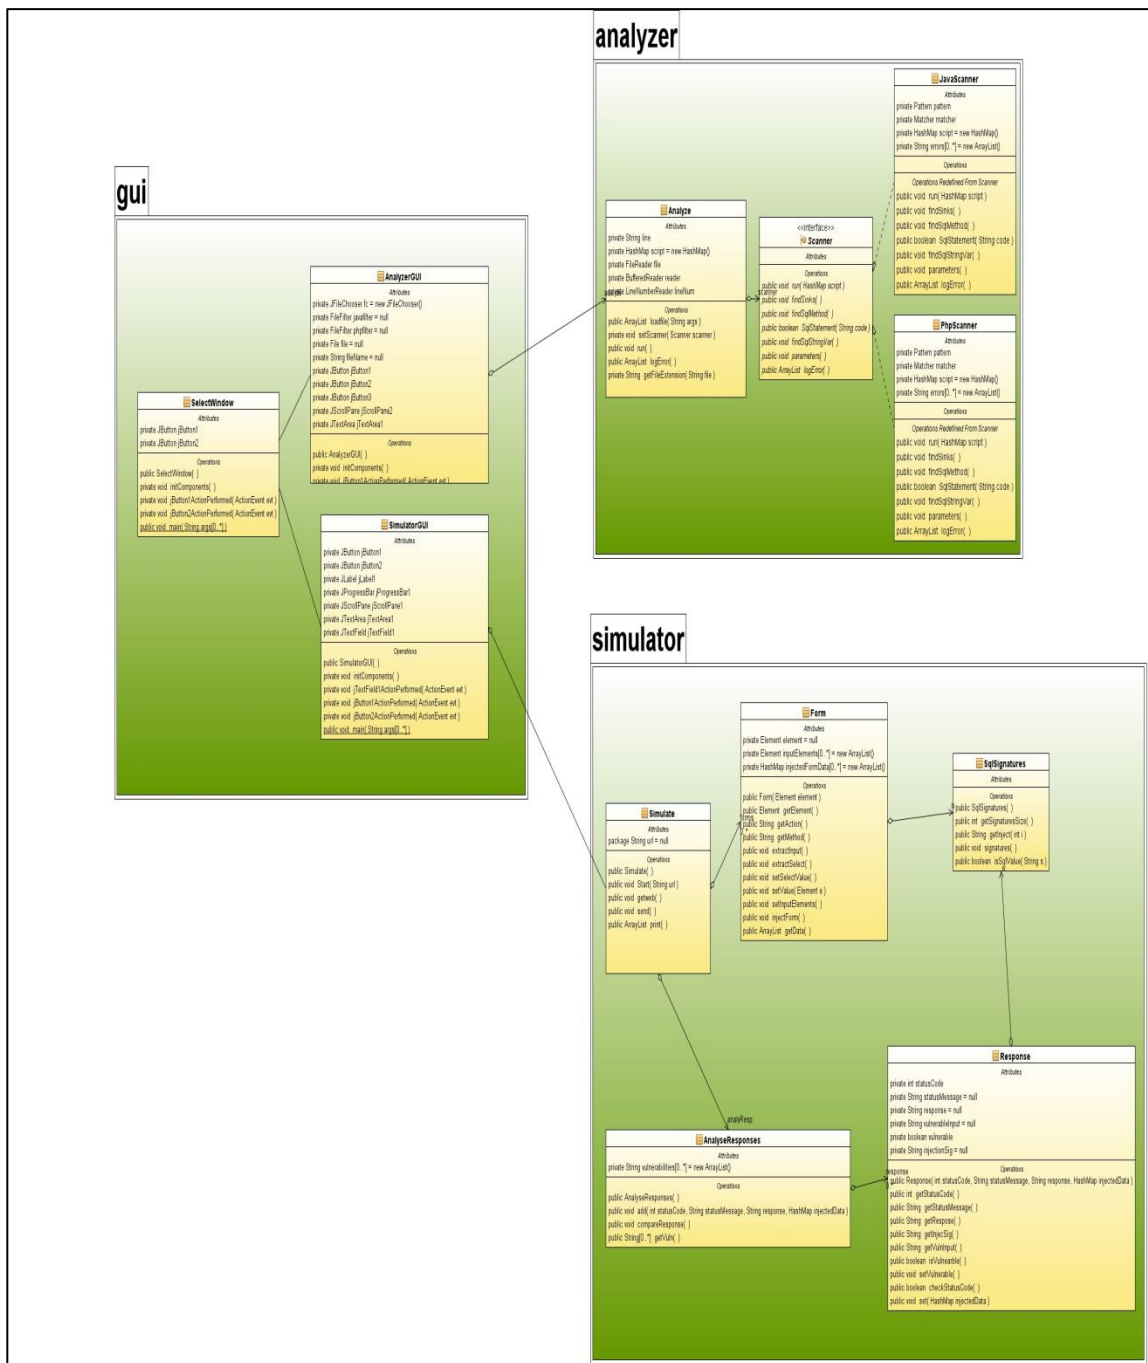 gui
SelectWindow
Attributes
private JButton jButton1
private JButton jButton2
Operations
public SelectWindow( )
private void initComponents( )
private void jButton1ActionPerformed( ActionEvent evt )
private void jButton2ActionPerformed( ActionEvent evt )
public void main( String args[0..*] )
AnalyzerGUI
Attributes
private JFileChooser fc = new JFileChooser()
private FileFilter javafilter = null
private FileFilter phpfilter = null
private File file = null
private String fileName = null
private JButton jButton1
private JButton jButton2
private JButton jButton3
private JScrollPane jScrollPane2
private JTextArea jTextArea1
Operations
public AnalyzerGUI( )
private void initComponents( )
private void jButton1ActionPerformed( ActionEvent evt )
SimulatorGUI
Attributes
private JButton jButton1
private JButton jButton2
private JLabel jLabel1
private JProgressBar jProgressBar1
private JScrollPane jScrollPane1
private JTextArea jTextArea1
private JTextField jTextField1
Operations
public SimulatorGUI( )
private void initComponents( )
private void jTextField1ActionPerformed( ActionEvent evt )
private void jButton1ActionPerformed( ActionEvent evt )
private void jButton2ActionPerformed( ActionEvent evt )
public void main( String args[0..*] )
analyzer
Analyze
Attributes
private String line
private HashMap script = new HashMap()
private FileReader file
private BufferedReader reader
private LineNumberReader lineNum
Operations
public ArrayList loadfile( String args )
private void setScanner( Scanner scanner )
public void run( )
public ArrayList logError( )
private String getFileExtension( String file )
scanner
<<interface>>
Scanner
Attributes
Operations
public void run( HashMap script )
public void findSinks( )
public void findSqlMethod( )
public boolean SqlStatement( String code )
public void findSqlStringVar( )
public void parameters( )
public ArrayList logError( )
JavaScanner
Attributes
private Pattern pattern
private Matcher matcher
private HashMap script = new HashMap()
private String errors[0..*] = new ArrayList()
Operations
Operations Redefined From Scanner
public void run( HashMap script )
public void findSinks( )
public void findSqlMethod( )
public boolean SqlStatement( String code )
public void findSqlStringVar( )
public void parameters( )
public ArrayList logError( )
PhpScanner
Attributes
private Pattern pattern
private Matcher matcher
private HashMap script = new HashMap()
private String errors[0..*] = new ArrayList()
Operations
Operations Redefined From Scanner
public void run( HashMap script )
public void findSinks( )
public void findSqlMethod( )
public boolean SqlStatement( String code )
public void findSqlStringVar( )
public void parameters( )
public ArrayList logError( )
simulator
Simulate
Attributes
package String url = null
Operations
public Simulate( )
public void Start( String url )
public void getweb( )
public void send( )
public ArrayList print( )
Form
Attributes
private Element element = null
private Element inputElements[0..*] = new ArrayList()
private HashMap injectedFormData[0..*] = new ArrayList()
Operations
public Form( Element element )
public Element getElement( )
public String getAction( )
public String getMethod( )
public void extractInput( )
public void extractSelect( )
public void setSelectValue( )
public void setValue( Element e )
public void setInputElements( )
public void injectForm( )
public ArrayList getData( )
SqlSignatures
Attributes
Operations
public SqlSignatures( )
public int getSignaturesSize( )
public String getInject( int i )
public void signatures( )
public boolean isSqlValue( String s )
analyResp
AnalyseResponses
Attributes
private String vulnerabilities[0..*] = new ArrayList()
Operations
public AnalyseResponses( )
public void add( int statusCode, String statusMessage, String response, HashMap injectedData )
public void compareResponse( )
public String[0..*] getVuln( )
response
Response
Attributes
private int statusCode
private String statusMessage = null
private String response = null
private String vulnerableInput = null
private boolean vulnerable
private String injectionSig = null
Operations
public Response( int statusCode, String statusMessage, String response, HashMap injectedData )
public int getStatusCode( )
public String getStatusMessage( )
public String getRespose( )
public String getInjecSig( )
public String getVulnInput( )
public boolean isVulnearble( )
public void setVulnerable( )
public boolean checkStatusCode( )
public void set( HashMap injectedData )